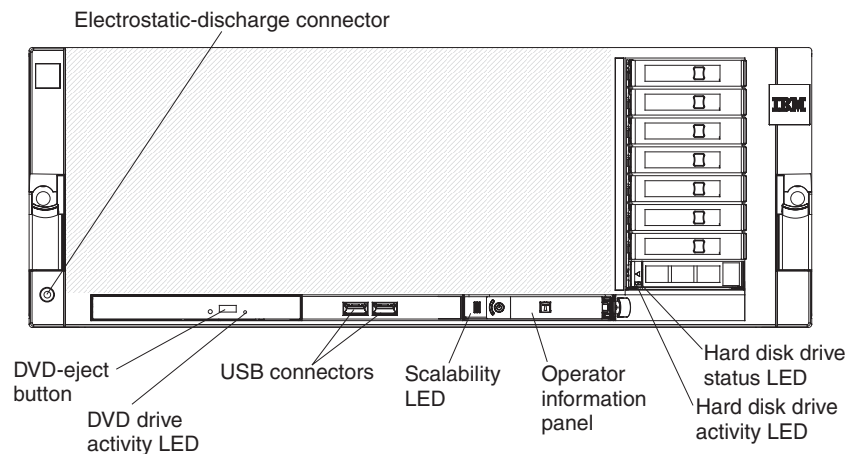 Electrostatic-discharge connector
IBM
DVD-eject
button
DVD drive
activity LED
USB connectors
Scalability
LED
Operator
information
panel
Hard disk drive
status LED
Hard disk drive
activity LED